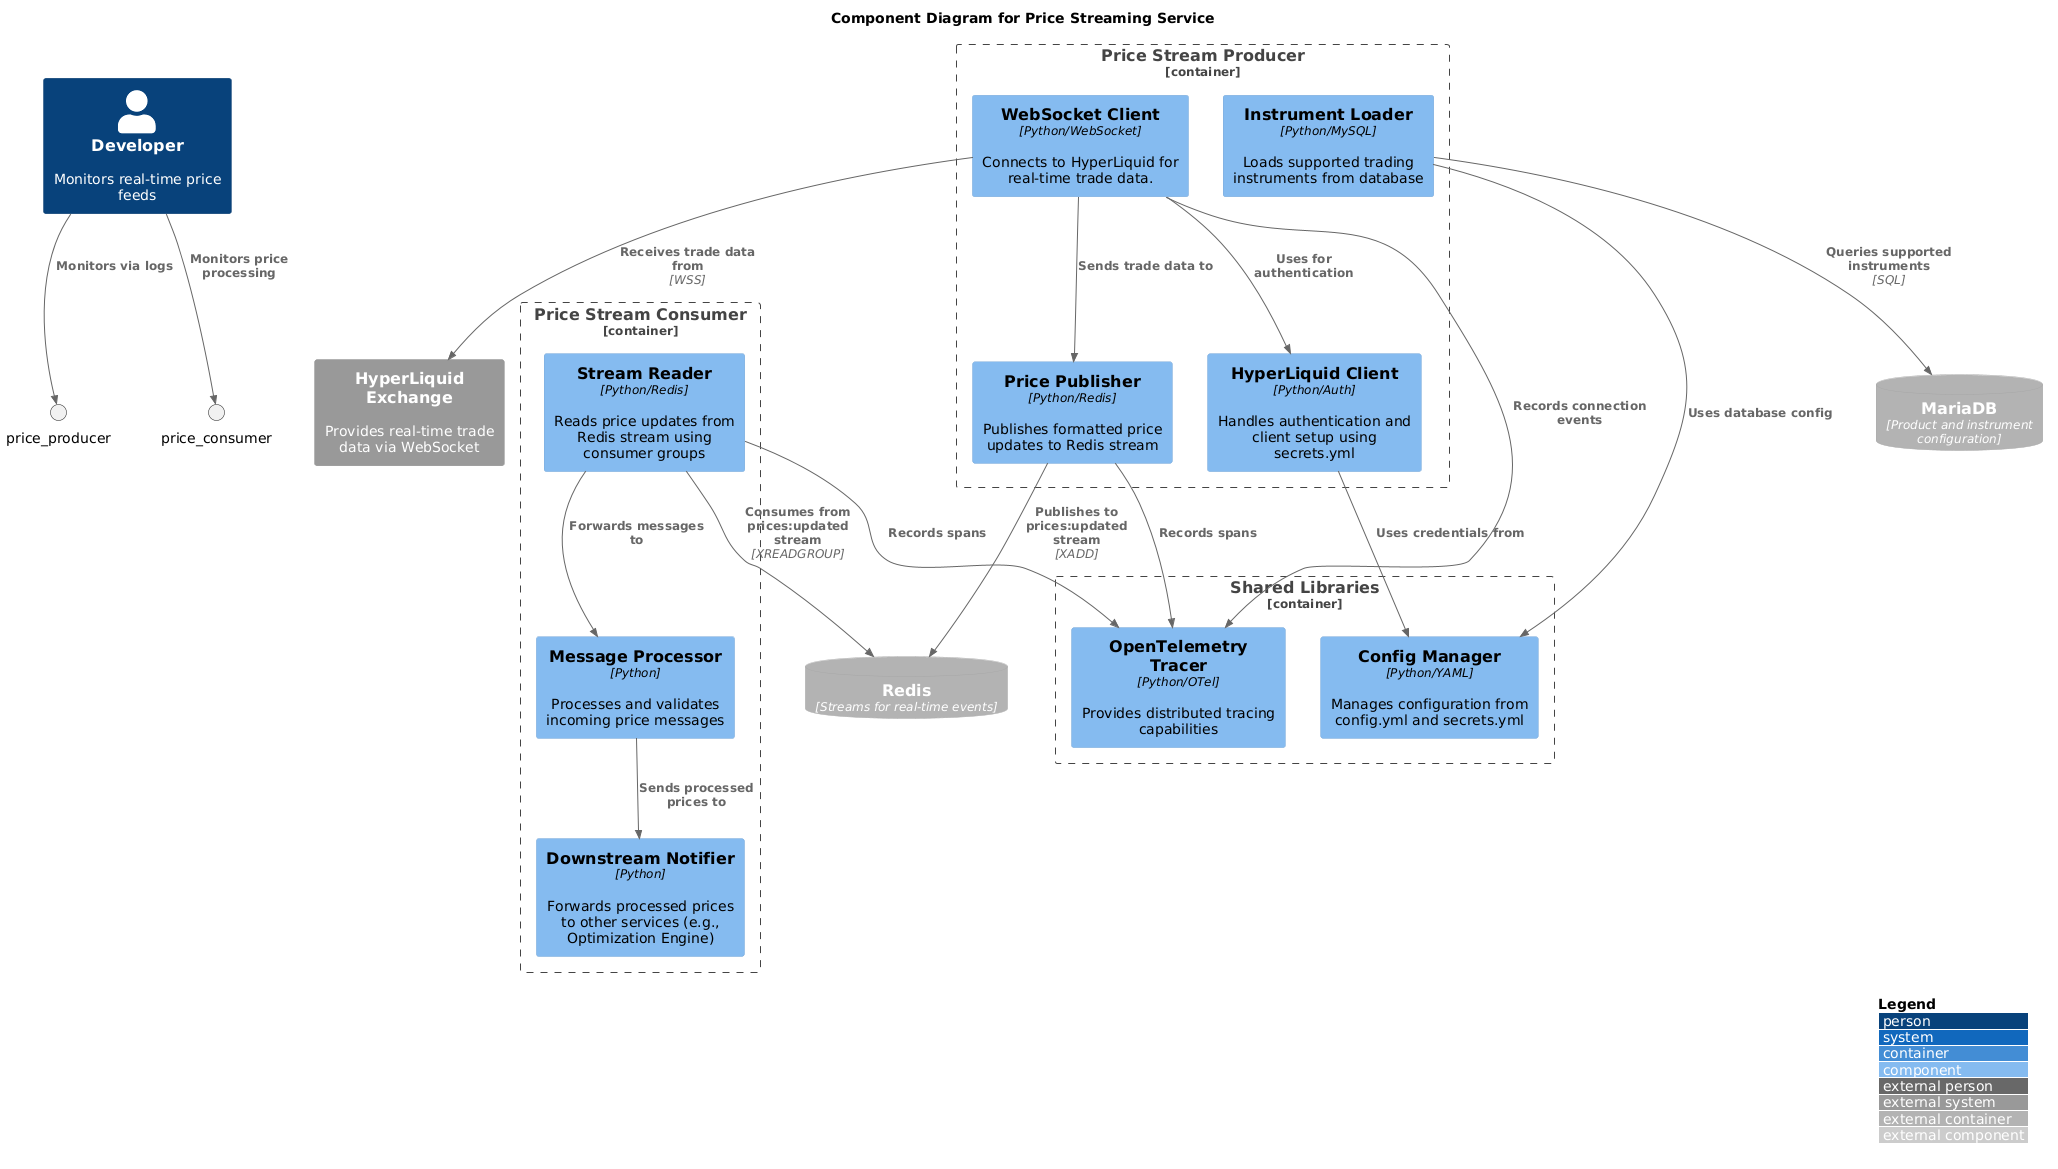 Component Diagram for Price Streaming Service
Developer
Monitors real-time price
feeds
Monitors via logs
Monitors price
processing
price_producer
price_consumer
Price Stream Producer
[container]
WebSocket Client
[Python/WebSocket]
Connects to HyperLiquid for
real-time trade data.
Instrument Loader
[Python/MySQL]
Loads supported trading
instruments from database
Receives trade data
from
[WSS]
Sends trade data to
Uses for
authentication
Queries supported
instruments
[SQL]
HyperLiquid
Exchange
Provides real-time trade
data via WebSocket
Price Stream Consumer
[container]
Stream Reader
[Python/Redis]
Reads price updates from
Redis stream using
consumer groups
Price Publisher
[Python/Redis]
Publishes formatted price
updates to Redis stream
HyperLiquid Client
[Python/Auth]
Handles authentication and
client setup using
secrets.yml
Records connection
events
Uses database config
MariaDB
[Product and instrument
configuration]
Forwards messages
to
Consumes from
prices:updated
stream
[XREADGROUP]
Records spans
Publishes to
prices:updated
stream
[XADD]
Records spans
Uses credentials from
Message Processor
[Python]
Processes and validates
incoming price messages
Redis
[Streams for real-time events]
Shared Libraries
[container]
OpenTelemetry
Tracer
[Python/OTel]
Provides distributed tracing
capabilities
Config Manager
[Python/YAML]
Manages configuration from
config.yml and secrets.yml
Sends processed
prices to
Downstream Notifier
[Python]
Forwards processed prices
to other services (e.g.,
Optimization Engine)
Legend
person
system
container
component
external person
external system
external container
external component